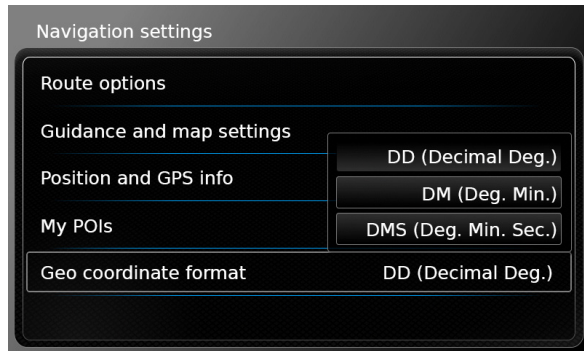 Navigation settings
Route options
Guidance and map settings
DD (Decimal Deg.)
Position and GPS info
DM (Deg. Min.)
My POIs
DMS (Deg. Min. Sec.)
Geo coordinate format DD (Decimal Deg.)